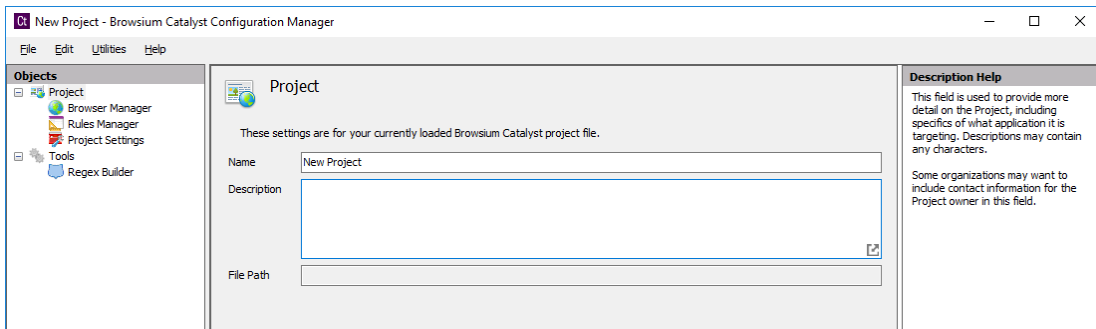 Ct New Project - Browsium Catalyst Configuration Manager
File Edit Utilities Help
Objects
Project
Browser Manager
Rules Manager
Project Settings
Tools
Regex Builder
Project
These settings are for your currently loaded Browsium Catalyst project file.
Name New Project
Description
File Path
Description Help
This field is used to provide more
detail on the Project, including
specifics of what application it is
targeting. Descriptions may contain
any characters.
Some organizations may want to
include contact information for the
Project owner in this field.